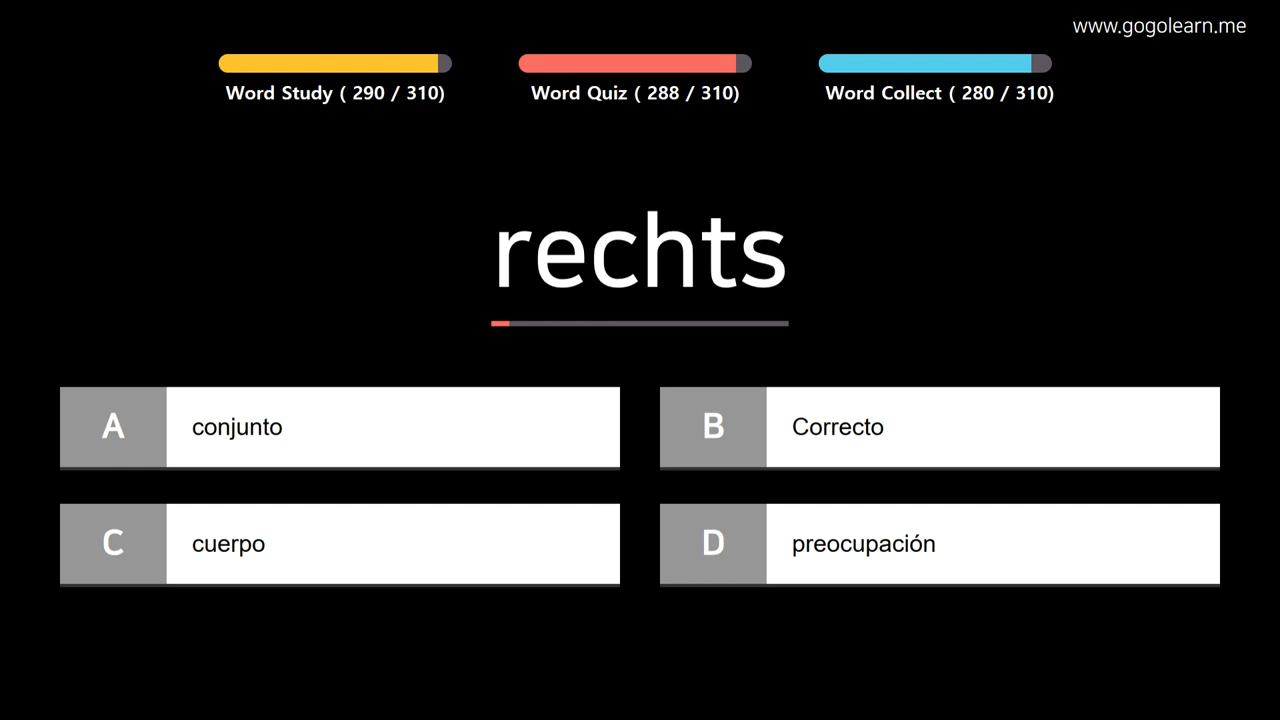 www.gogolearn.me
Word Study ( 290 / 310)
Word Quiz ( 288 / 310)
Word Collect ( 280 / 310)
rechts
A conjunto
B Correcto
C cuerpo
D preocupación